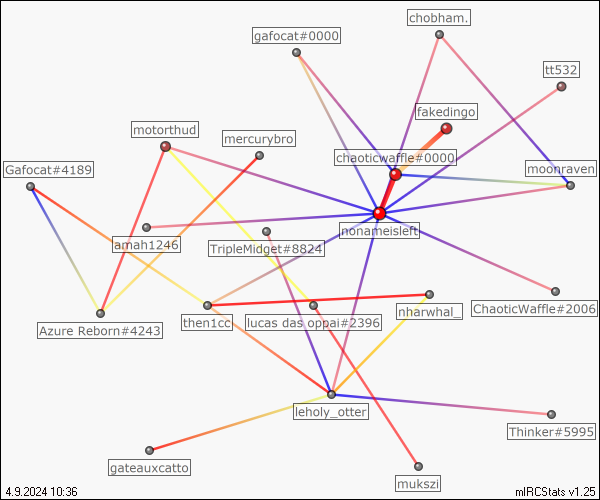 chobham.
gafocat#0000
tt532
fakedingo
motorthud
mercurybro
chaoticwaffle#0000
Gafocat#4189
moonraven
nonameisleft
amah1246
TripleMidget#8824
ChaoticWaffle#2006
nharwhal_
Azure Reborn#4243
then1cc
lucas das oppai#2396
leholy_otter
Thinker#5995
gateauxcatto
mukszi
4.9.2024 10:36
mIRCStats v1.25